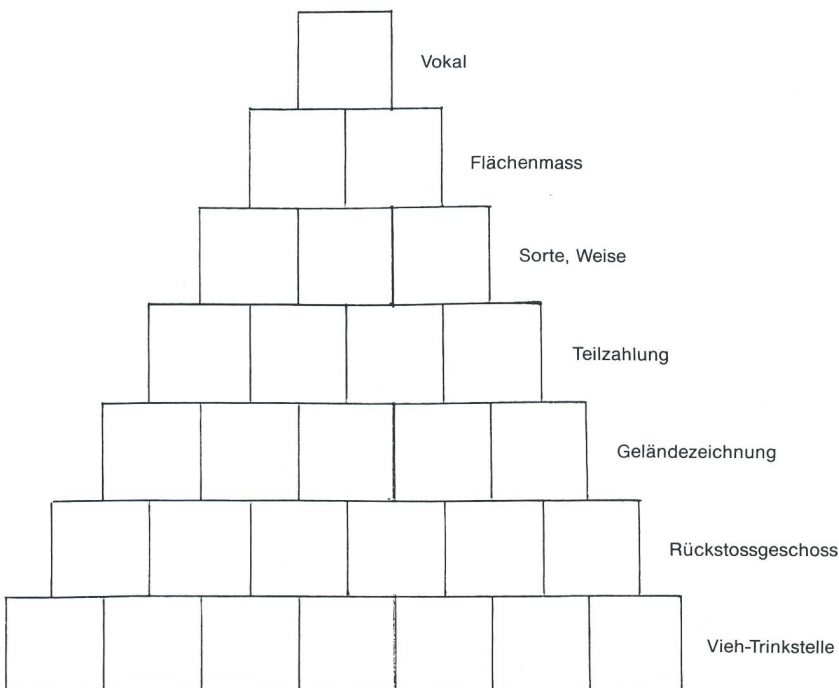 Vokal
Flächenmass
Sorte, Weise
Teilzahlung
Geländezeichnung
Rückstossgeschoss
Vieh-Trinkstelle